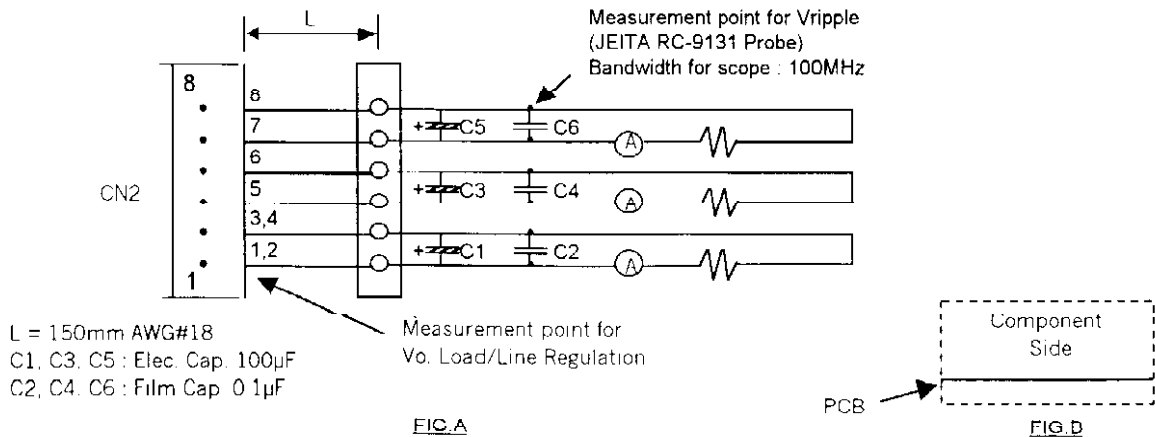 L
Measurement point for Vripple
(JEITA RC-9131 Probe)
Bandwidth for scope : 100MHz
8
8
7
+ C5
C6
A
6
CN2
5
+ C3
C4
A
3,4
1,2
+ C1
C2
A
1
L = 150mm AWG#18
C1, C3, C5 : Elec. Cap. 100µF
C2, C4. C6 : Film Cap 0 1µF
Measurement point for
Vo. Load/Line Regulation
Component
Side
PCB
FIG.A
FIG.D